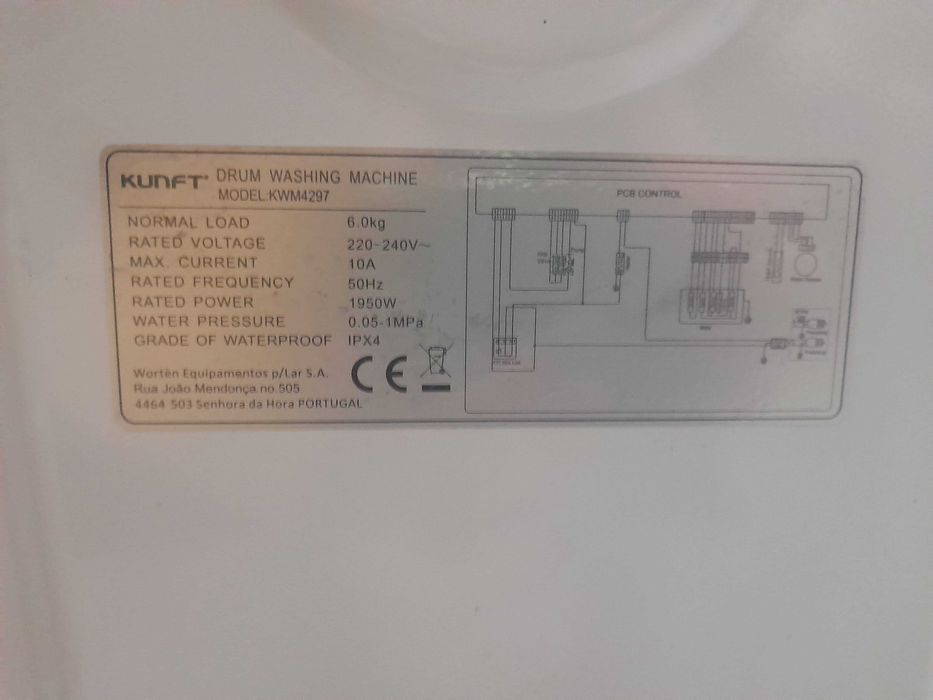 KUNFT DRUM WASHING MACHINE
MODEL:KWM4297
NORMAL LOAD 6.0kg
RATED VOLTAGE 220-240V~
MAX. CURRENT 10A
RATED FREQUENCY 50Hz
RATED POWER 1950W
WATER PRESSURE 0.05-1MPa
GRADE OF WATERPROOF IPX4
Worten Equipamentos p/Lar S.A.
Rua João Mendonça no.505
4464 503 Senhora da Hora PORTUGAL
CE
PCB CONTROL